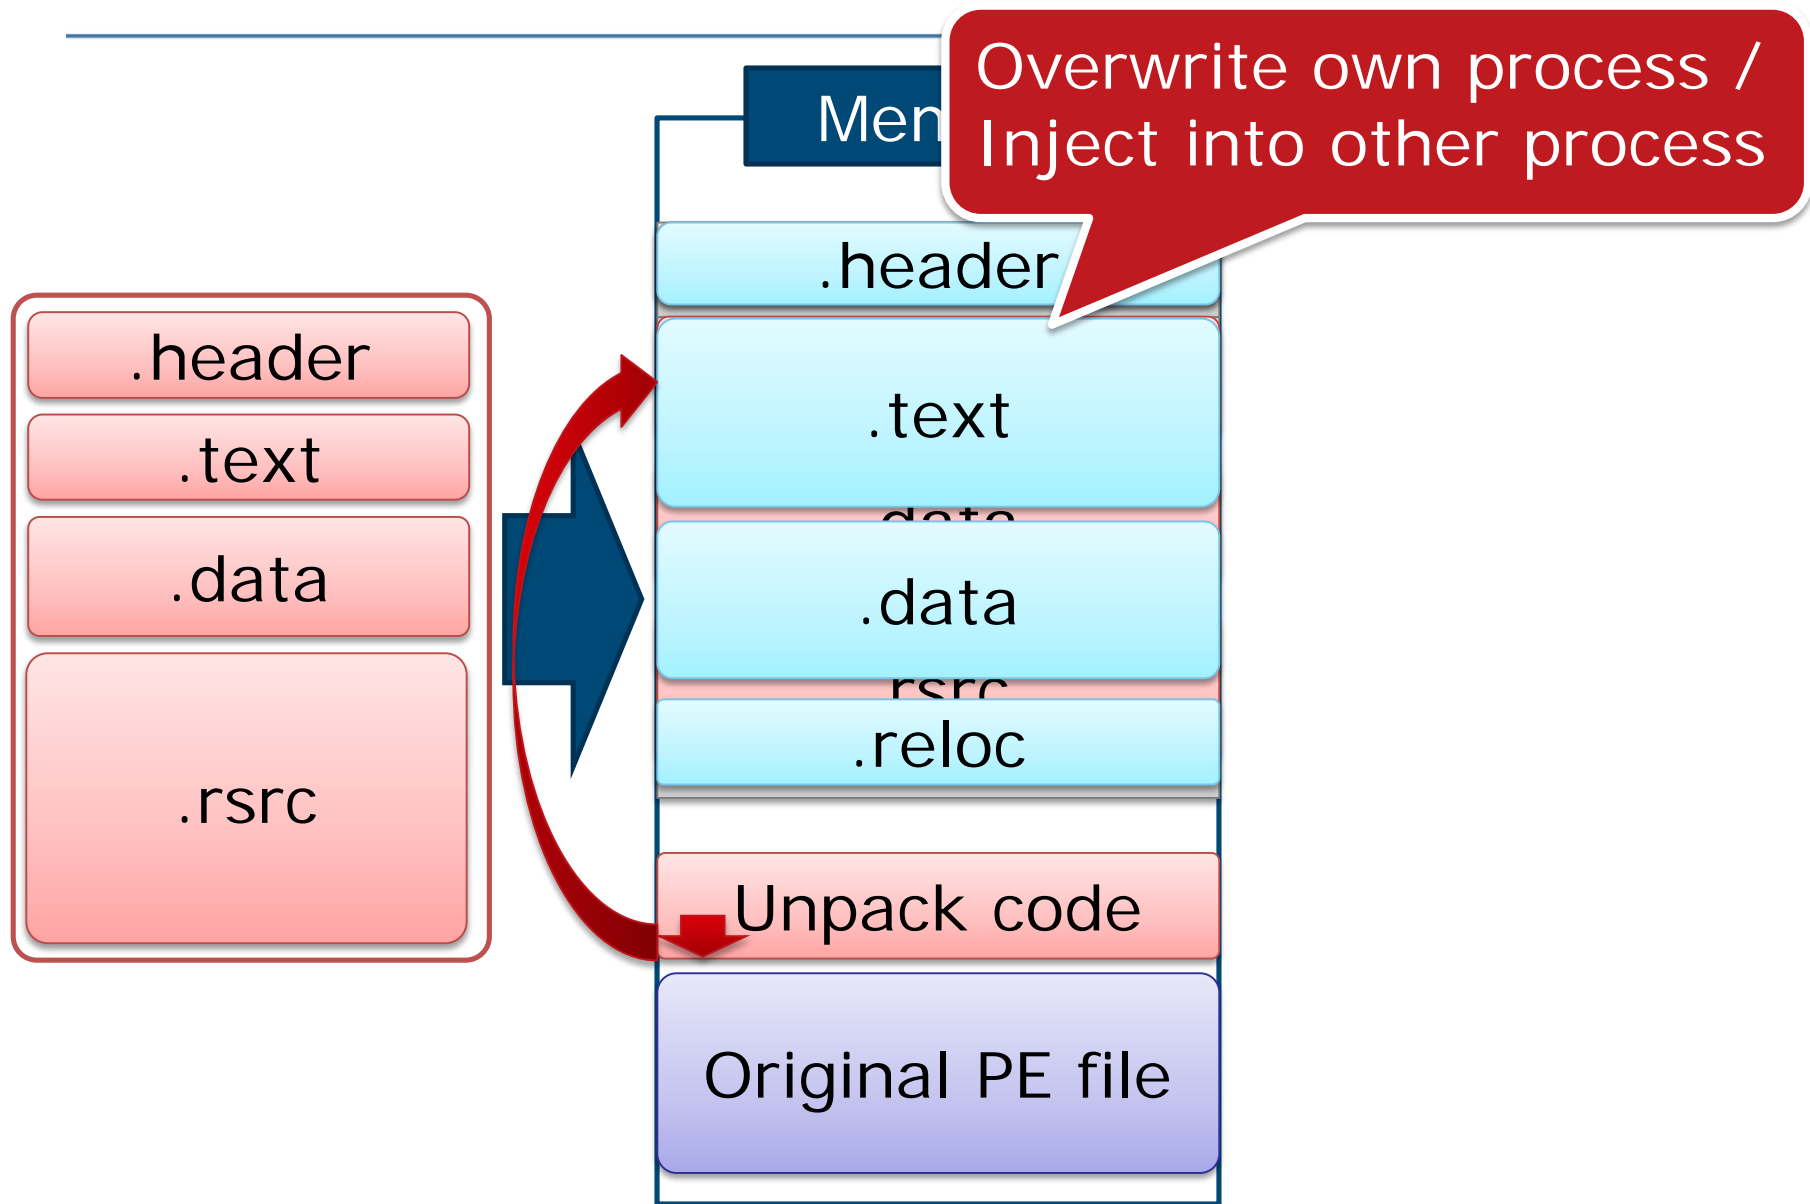 Overwrite own process /
Inject into other process
.header
.text
.data
.rsrc
.header
.text
.data
.reloc
Unpack code
Original PE file